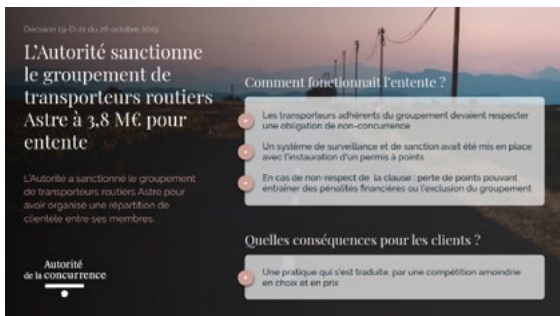 Décision 19-D-21 du 28 octobre 2019
L'Autorité sanctionne
le groupement de
transporteurs routiers
Astre à 3,8 M€ pour
entente
L'Autorité a sanctionné le groupement
de transporteurs routiers Astre pour
avoir organisé une répartition de
clientèle entre ses membres.
Autorité
de la concurrence
Comment fonctionnait l'entente ?
Les transporteurs adhérents du groupement devaient respecter
une obligation de non-concurrence
Un système de surveillance et de sanction avait été mis en place
avec l'instauration d'un permis à points
En cas de non-respect de la clause : perte de points pouvant
entraîner des pénalités financières ou l'exclusion du groupement
Quelles conséquences pour les clients ?
Une pratique qui s'est traduite, par une compétition amoindrie
en choix et en prix